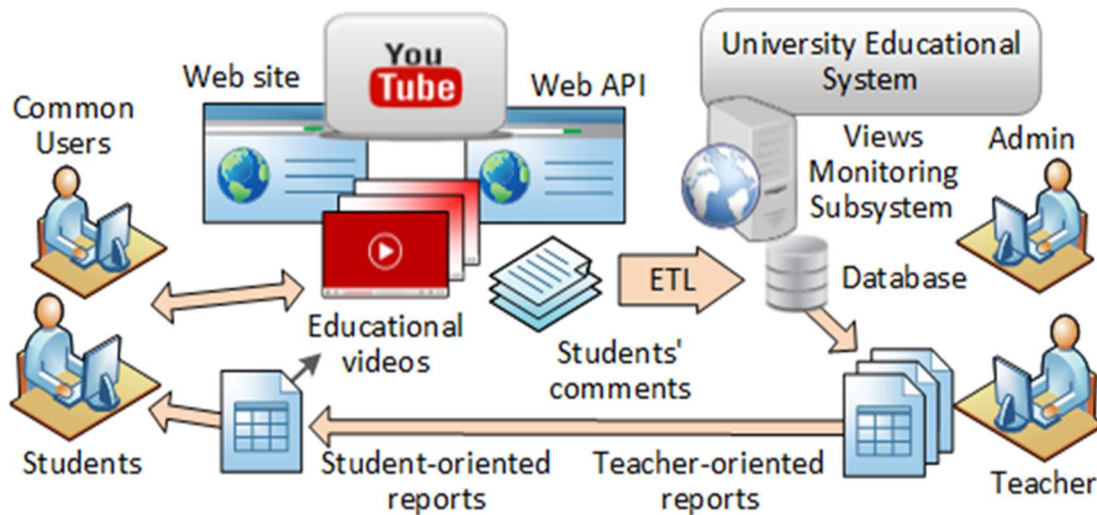 You
Tube
Web site
Web API
University Educational
System
Common
Users
Views
Monitoring
Subsystem
Admin
ETL
Database
Educational
videos
Students'
comments
Students
Student-oriented
reports
Teacher-oriented
reports
Teacher